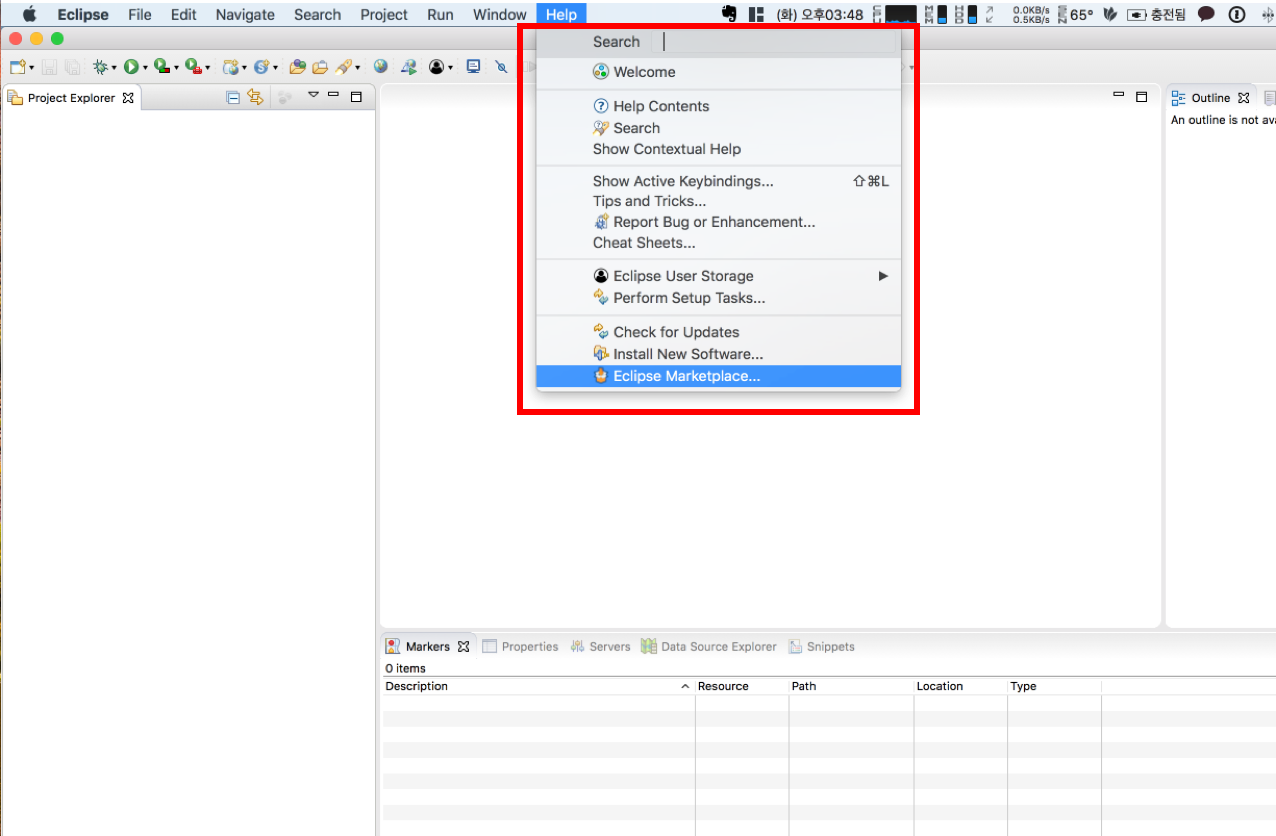 Eclipse File Edit Navigate Search Project Run Window Help (화) 오후03:48 0.0KB/s 0.5KB/s 65° 충전됨
Search
Welcome
Help Contents
Search
Show Contextual Help
Show Active Keybindings... ⇧⌘L
Tips and Tricks...
Report Bug or Enhancement...
Cheat Sheets...
Eclipse User Storage
Perform Setup Tasks...
Check for Updates
Install New Software...
Eclipse Marketplace...
Project Explorer
Outline
An outline is not ava
Markers Properties Servers Data Source Explorer Snippets
0 items
Description Resource Path Location Type